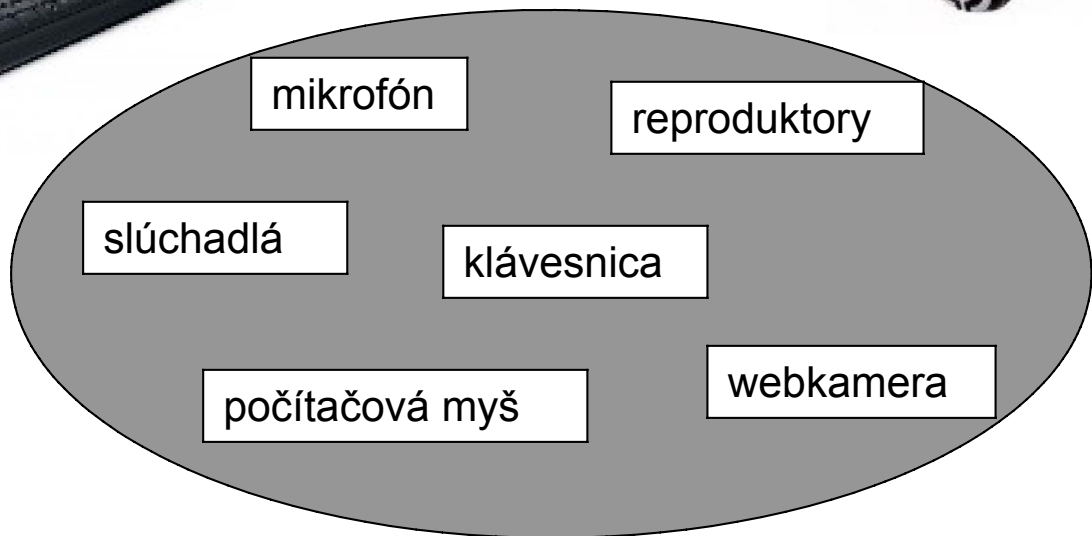 mikrofón
reproduktory
slúchadlá
klávesnica
webkamera
počítačová myš